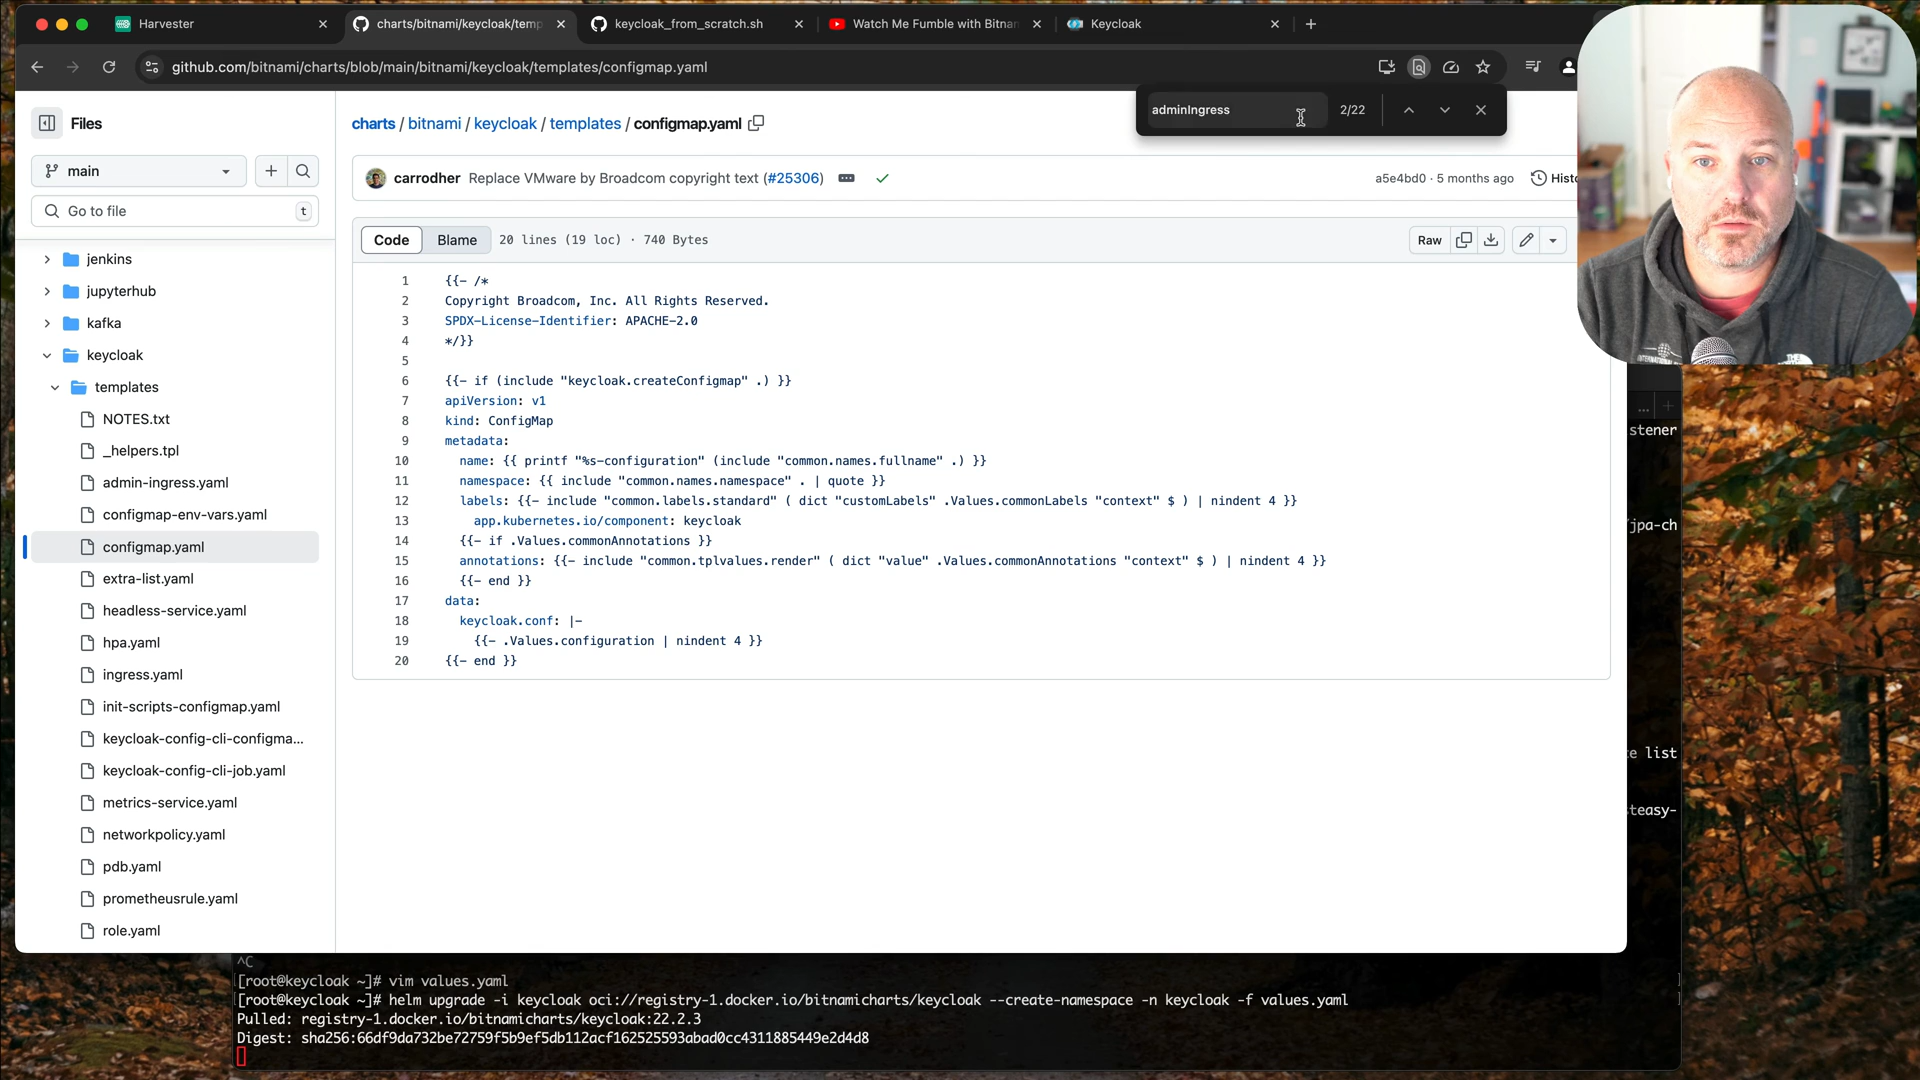 Harvester
charts/bitnami/keycloak/temp
keycloak_from_scratch.sh
Watch Me Fumble with Bitnam
Keycloak
github.com/bitnami/charts/blob/main/bitnami/keycloak/templates/configmap.yaml
adminIngress
2/22
Files
charts / bitnami / keycloak / templates / configmap.yaml
main
carrodher Replace VMware by Broadcom copyright text (#25306)
a5e4bd0 · 5 months ago
Histo
Go to file
t
Code
Blame
20 lines (19 loc) · 740 Bytes
Raw
jenkins
jupyterhub
kafka
keycloak
templates
NOTES.txt
_helpers.tpl
admin-ingress.yaml
configmap-env-vars.yaml
configmap.yaml
extra-list.yaml
headless-service.yaml
hpa.yaml
ingress.yaml
init-scripts-configmap.yaml
keycloak-config-cli-configma...
keycloak-config-cli-job.yaml
metrics-service.yaml
networkpolicy.yaml
pdb.yaml
prometheusrule.yaml
role.yaml
1 {{- /*
2 Copyright Broadcom, Inc. All Rights Reserved.
3 SPDX-License-Identifier: APACHE-2.0
4 */}}
5
6 {{- if (include "keycloak.createConfigmap" .) }}
7 apiVersion: v1
8 kind: ConfigMap
9 metadata:
10 name: {{ printf "%s-configuration" (include "common.names.fullname" .) }}
11 namespace: {{ include "common.names.namespace" . | quote }}
12 labels: {{- include "common.labels.standard" ( dict "customLabels" .Values.commonLabels "context" $ ) | nindent 4 }}
13 app.kubernetes.io/component: keycloak
14 {{- if .Values.commonAnnotations }}
15 annotations: {{- include "common.tplvalues.render" ( dict "value" .Values.commonAnnotations "context" $ ) | nindent 4 }}
16 {{- end }}
17 data:
18 keycloak.conf: |-
19 {{- .Values.configuration | nindent 4 }}
20 {{- end }}
stener
/jpa-ch
e list
teasy-
^C
[root@keycloak ~]# vim values.yaml
[root@keycloak ~]# helm upgrade -i keycloak oci://registry-1.docker.io/bitnamicharts/keycloak --create-namespace -n keycloak -f values.yaml
Pulled: registry-1.docker.io/bitnamicharts/keycloak:22.2.3
Digest: sha256:66df9da732be72759f5b9ef5db112acf162525593abad0cc4311885449e2d4d8